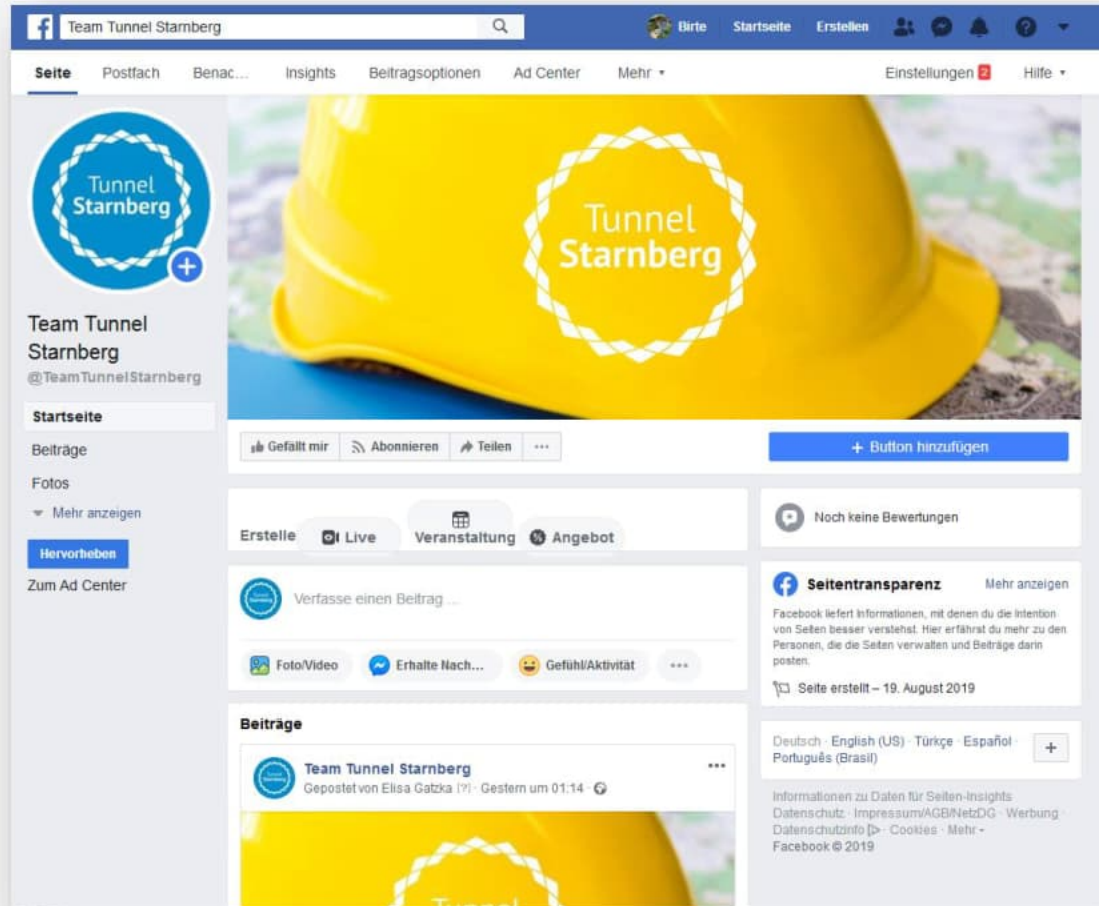 Team Tunnel Starnberg
Birte Startseite Erstellen
Seite Postfach Benac... Insights Beitragsoptionen Ad Center Mehr
Einstellungen 2 Hilfe
Tunnel
Starnberg
Tunnel
Starnberg
Team Tunnel
Starnberg
@TeamTunnelStarnberg
Startseite
Beiträge
Fotos
Mehr anzeigen
Hervorheben
Zum Ad Center
Gefällt mir Abonnieren Teilen ...
+ Button hinzufügen
Erstelle Live Veranstaltung Angebot
Verfasse einen Beitrag ...
Foto/Video Erhalte Nach... Gefühl/Aktivität ...
Beiträge
Team Tunnel Starnberg
Gepostet von Elisa Gatzka [?] · Gestern um 01:14 ·
Tunnel
Noch keine Bewertungen
Seitentransparenz Mehr anzeigen
Facebook liefert Informationen, mit denen du die Intention
von Seiten besser verstehst. Hier erfährst du mehr zu den
Personen, die die Seiten verwalten und Beiträge darin
posten.
Seite erstellt – 19. August 2019
Deutsch · English (US) · Türkçe · Español ·
Português (Brasil)
Informationen zu Daten für Seiten-Insights
Datenschutz · Impressum/AGB/NetzDG · Werbung ·
Datenschutzinfo · Cookies · Mehr
Facebook © 2019